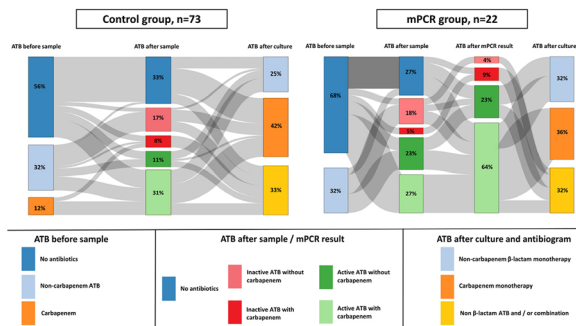 Control group, n=73
mPCR group, n=22
ATB before sample
ATB after sample
ATB after culture
ATB before sample
ATB after sample
ATB after mPCR result
ATB after culture
56%
32%
12%
33%
17%
8%
11%
31%
25%
42%
33%
68%
32%
27%
18%
5%
23%
27%
4%
23%
64%
32%
36%
32%
ATB before sample
No antibiotics
Non-carbapenem ATB
Carbapenem
ATB after sample / mPCR result
No antibiotics
Inactive ATB without
carbapenem
Inactive ATB with
carbapenem
Active ATB without
carbapenem
Active ATB with
carbapenem
ATB after culture and antibiogram
Non-carbapenem β-lactam monotherapy
Carbapenem monotherapy
Non β-lactam ATB and / or combination